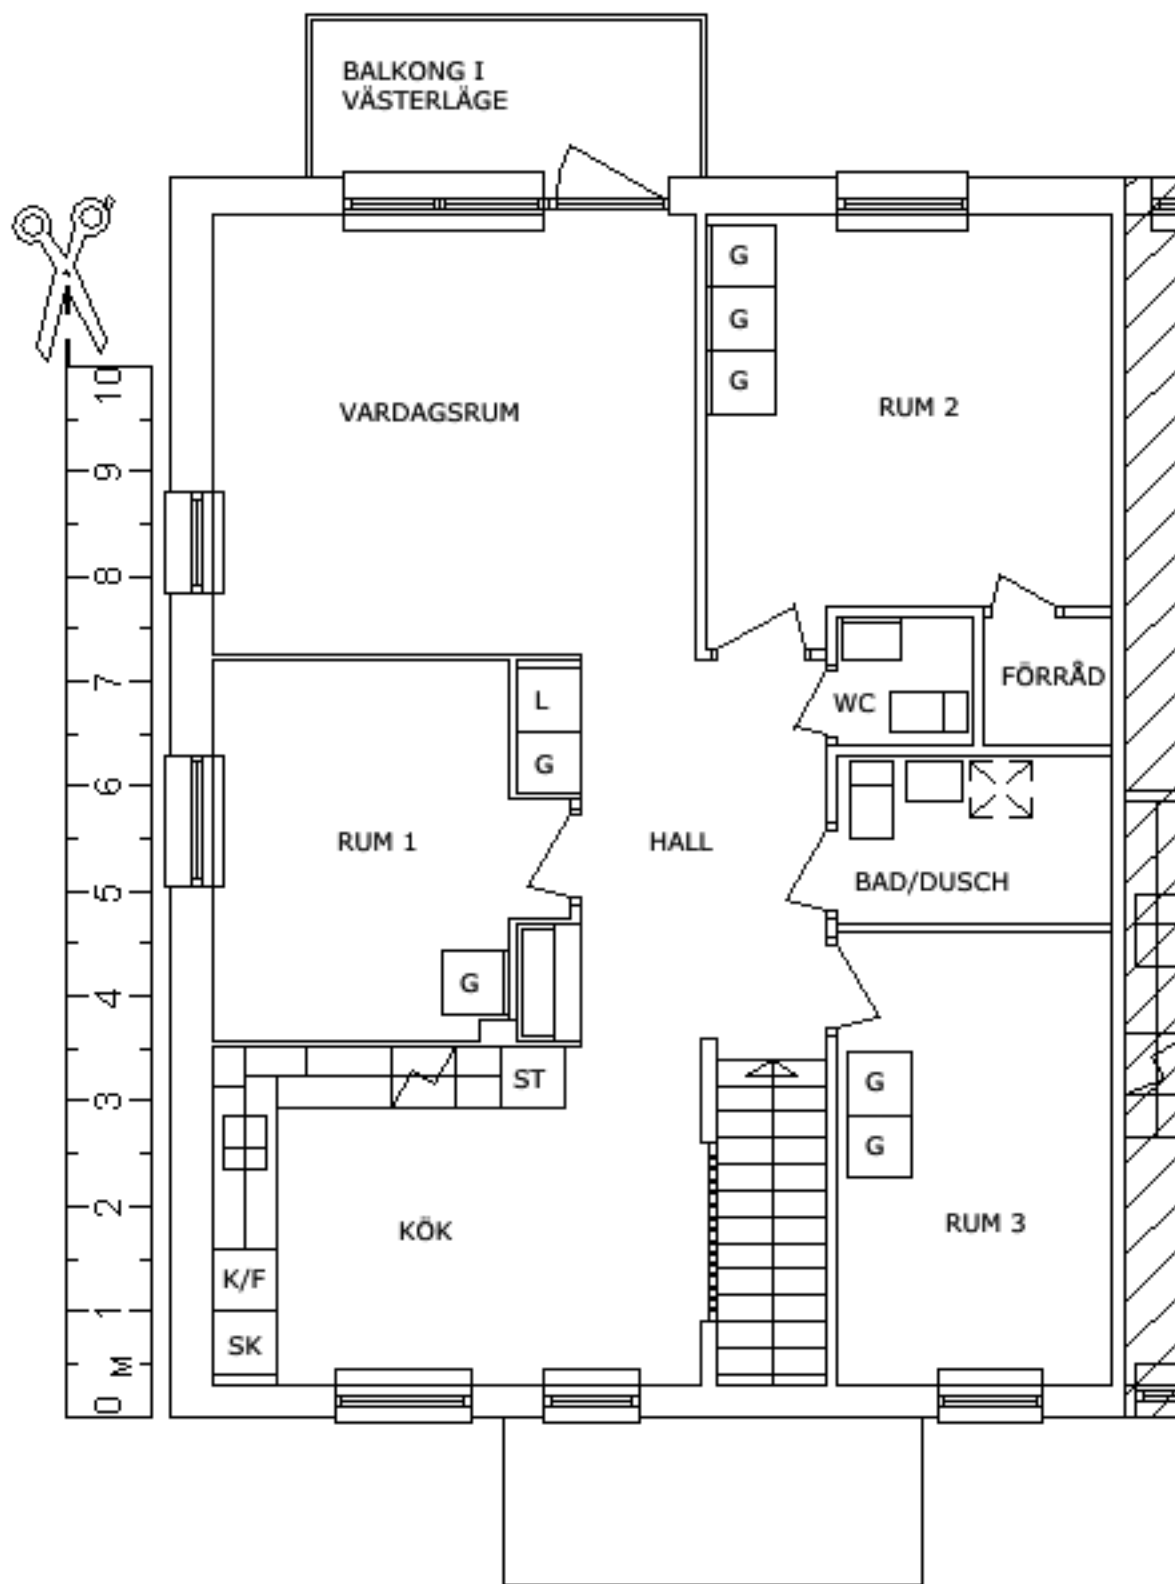 BALKONG I
VÄSTERLÄGE
G
G
G
VARDAGSRUM
RUM 2
10
9
8
7
6
5
4
3
2
1
M
0
L
G
WC
FÖRRÅD
RUM 1
HALL
BAD/DUSCH
G
ST
G
G
KÖK
RUM 3
K/F
SK